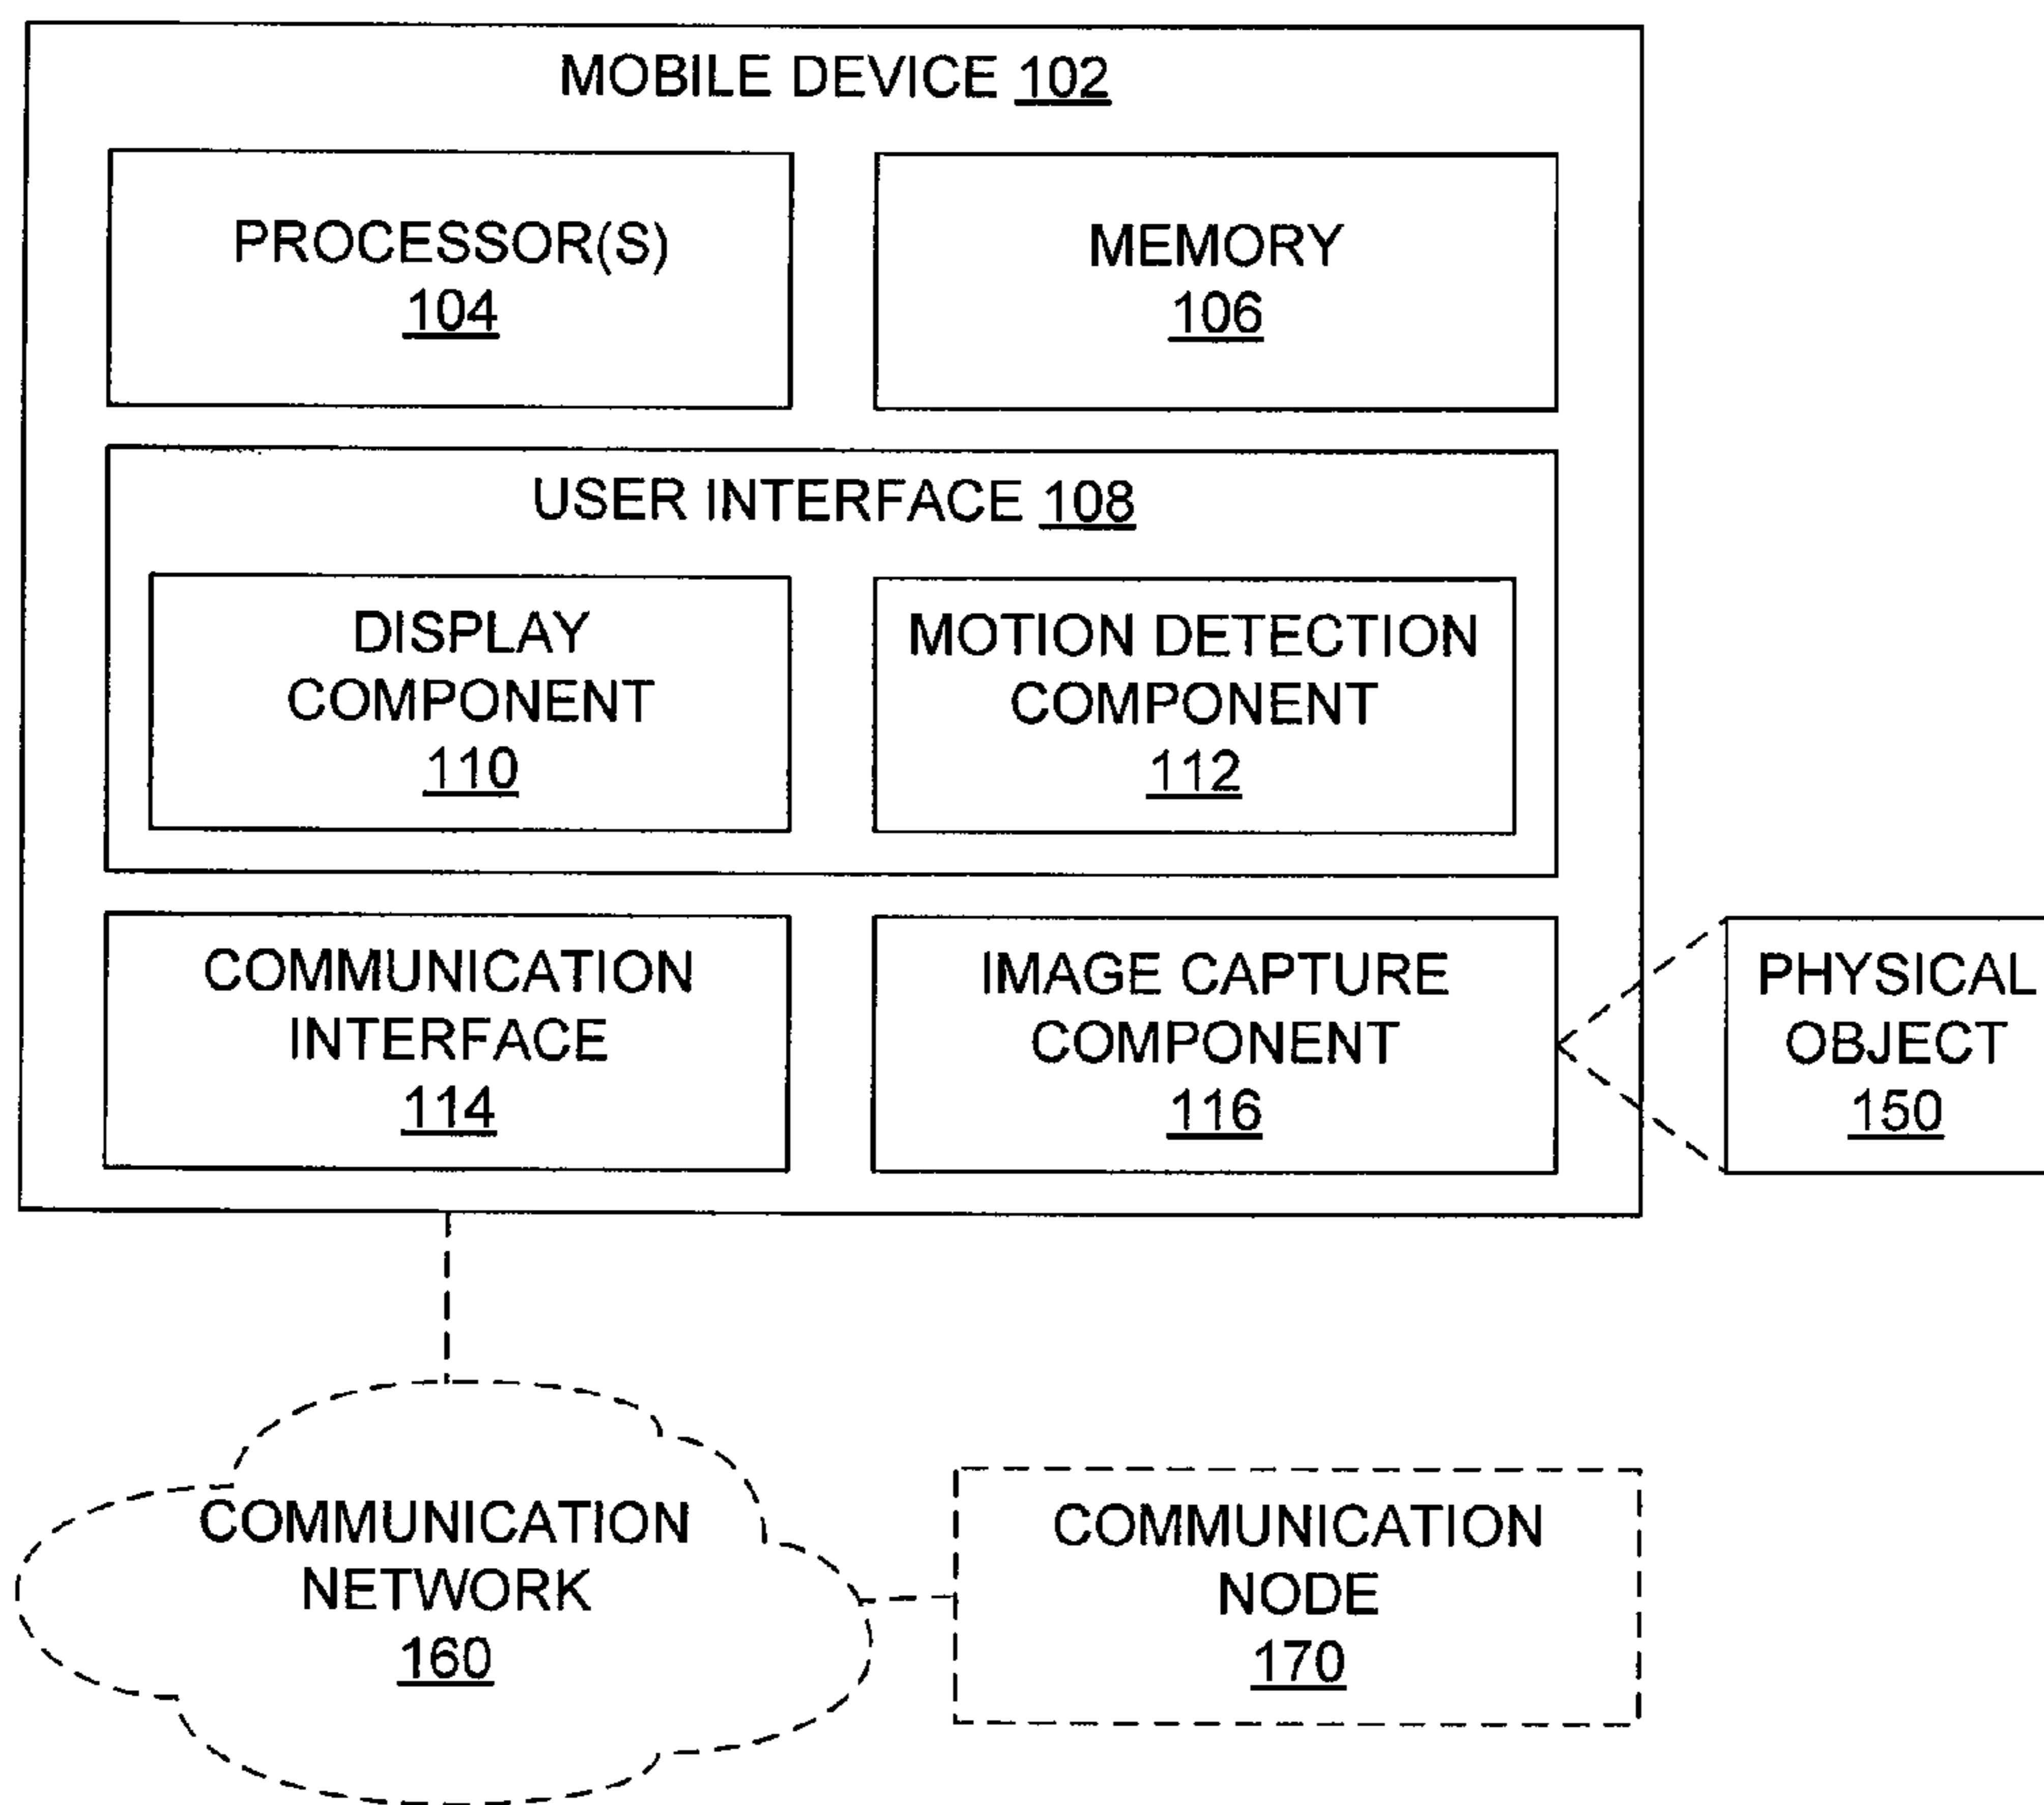 MOBILE DEVICE 102
PROCESSOR(S)
104
MEMORY
106
USER INTERFACE 108
DISPLAY
COMPONENT
110
MOTION DETECTION
COMPONENT
112
COMMUNICATION
INTERFACE
114
IMAGE CAPTURE
COMPONENT
116
PHYSICAL
OBJECT
150
COMMUNICATION
NETWORK
160
COMMUNICATION
NODE
170